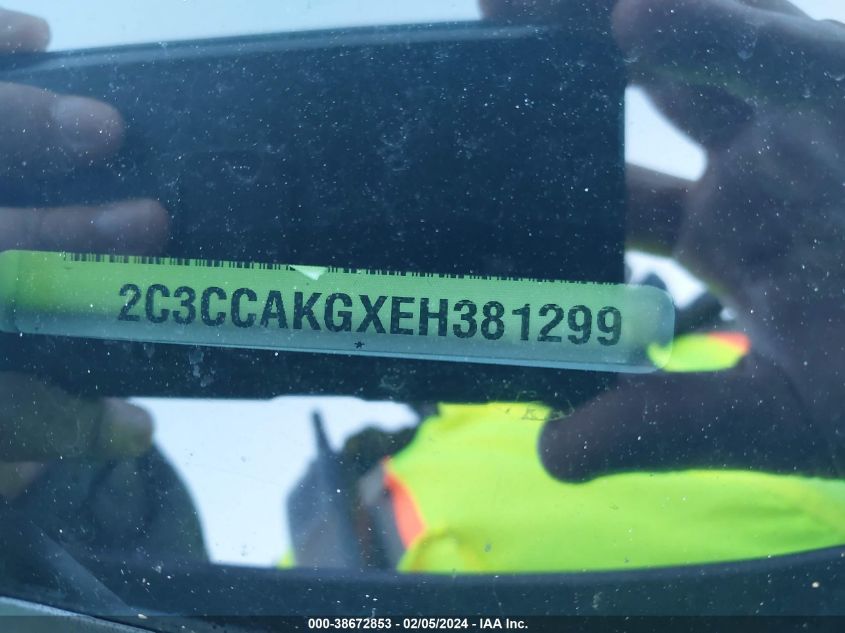 2C3CCAKGXEH381299
*
000-38672853 - 02/05/2024 - IAA Inc.